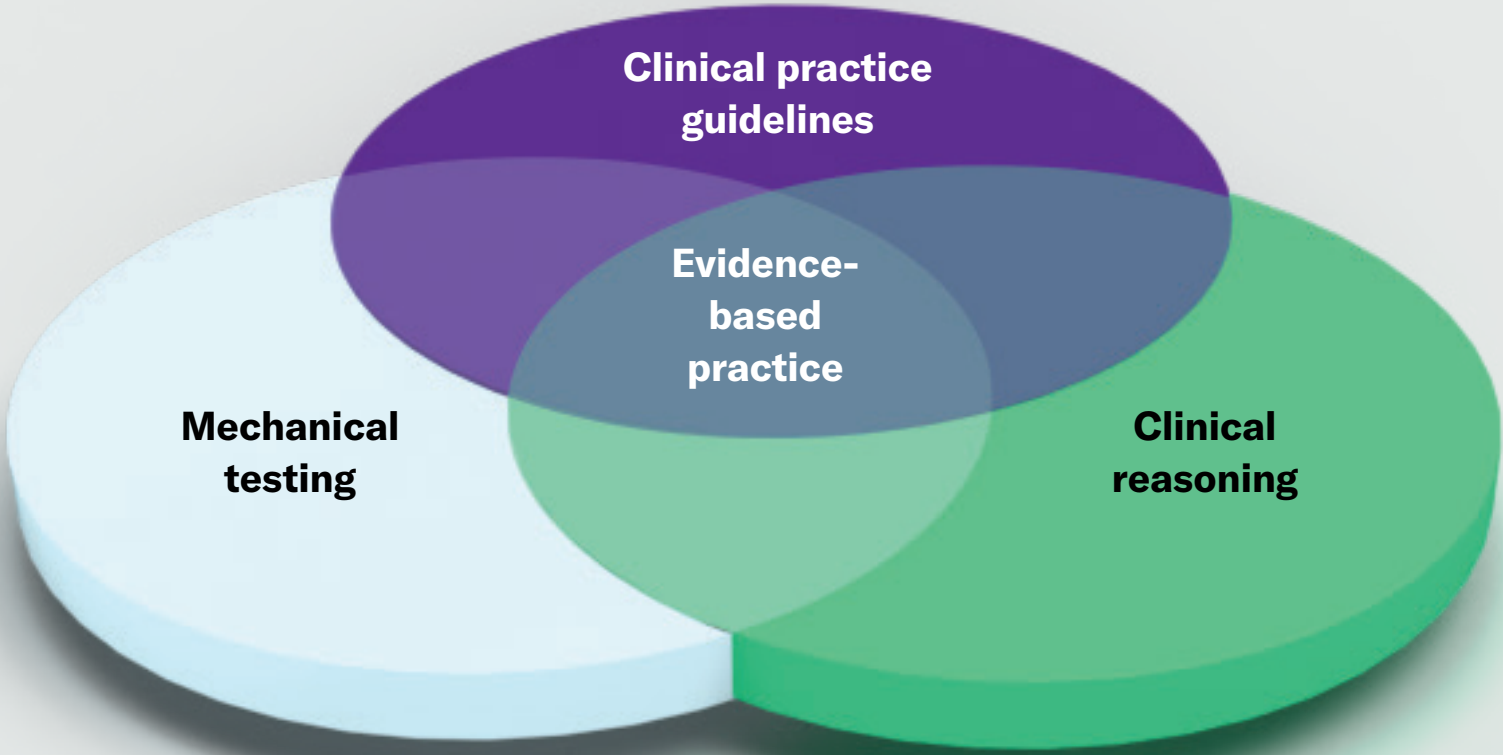 Clinical practice
guidelines
Evidence-
based
practice
Mechanical
testing
Clinical
reasoning